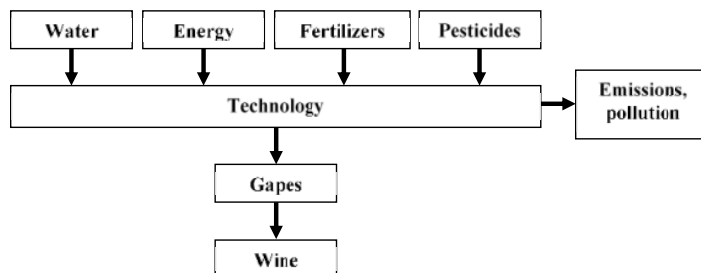 Water
Energy
Fertilizers
Pesticides
Technology
Emissions,
pollution
Gapes
Wine